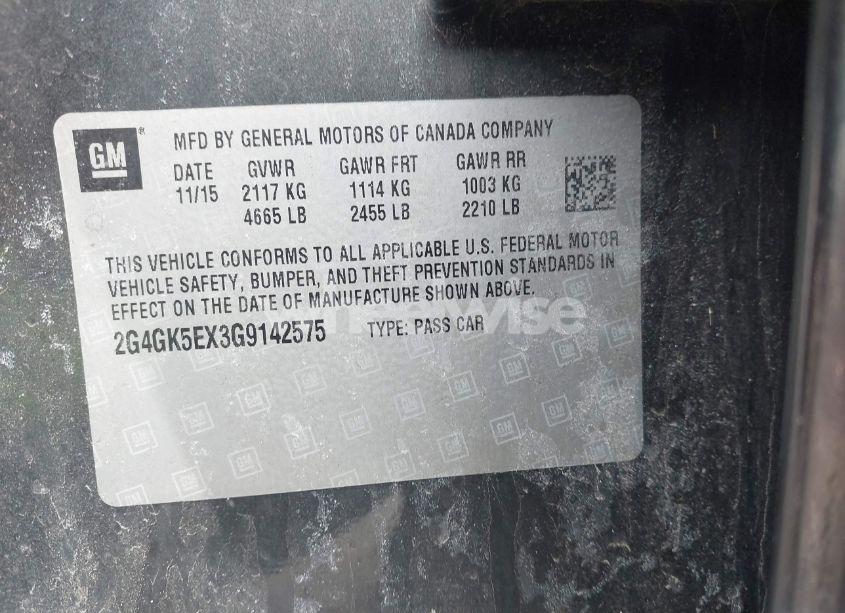 GM®
MFD BY GENERAL MOTORS OF CANADA COMPANY
DATE GVWR GAWR FRT GAWR RR
11/15 2117 KG 1114 KG 1003 KG
4665 LB 2455 LB 2210 LB
THIS VEHICLE CONFORMS TO ALL APPLICABLE U.S. FEDERAL MOTOR
VEHICLE SAFETY, BUMPER, AND THEFT PREVENTION STANDARDS IN
EFFECT ON THE DATE OF MANUFACTURE SHOWN ABOVE.
2G4GK5EX3G9142575 TYPE: PASS CAR